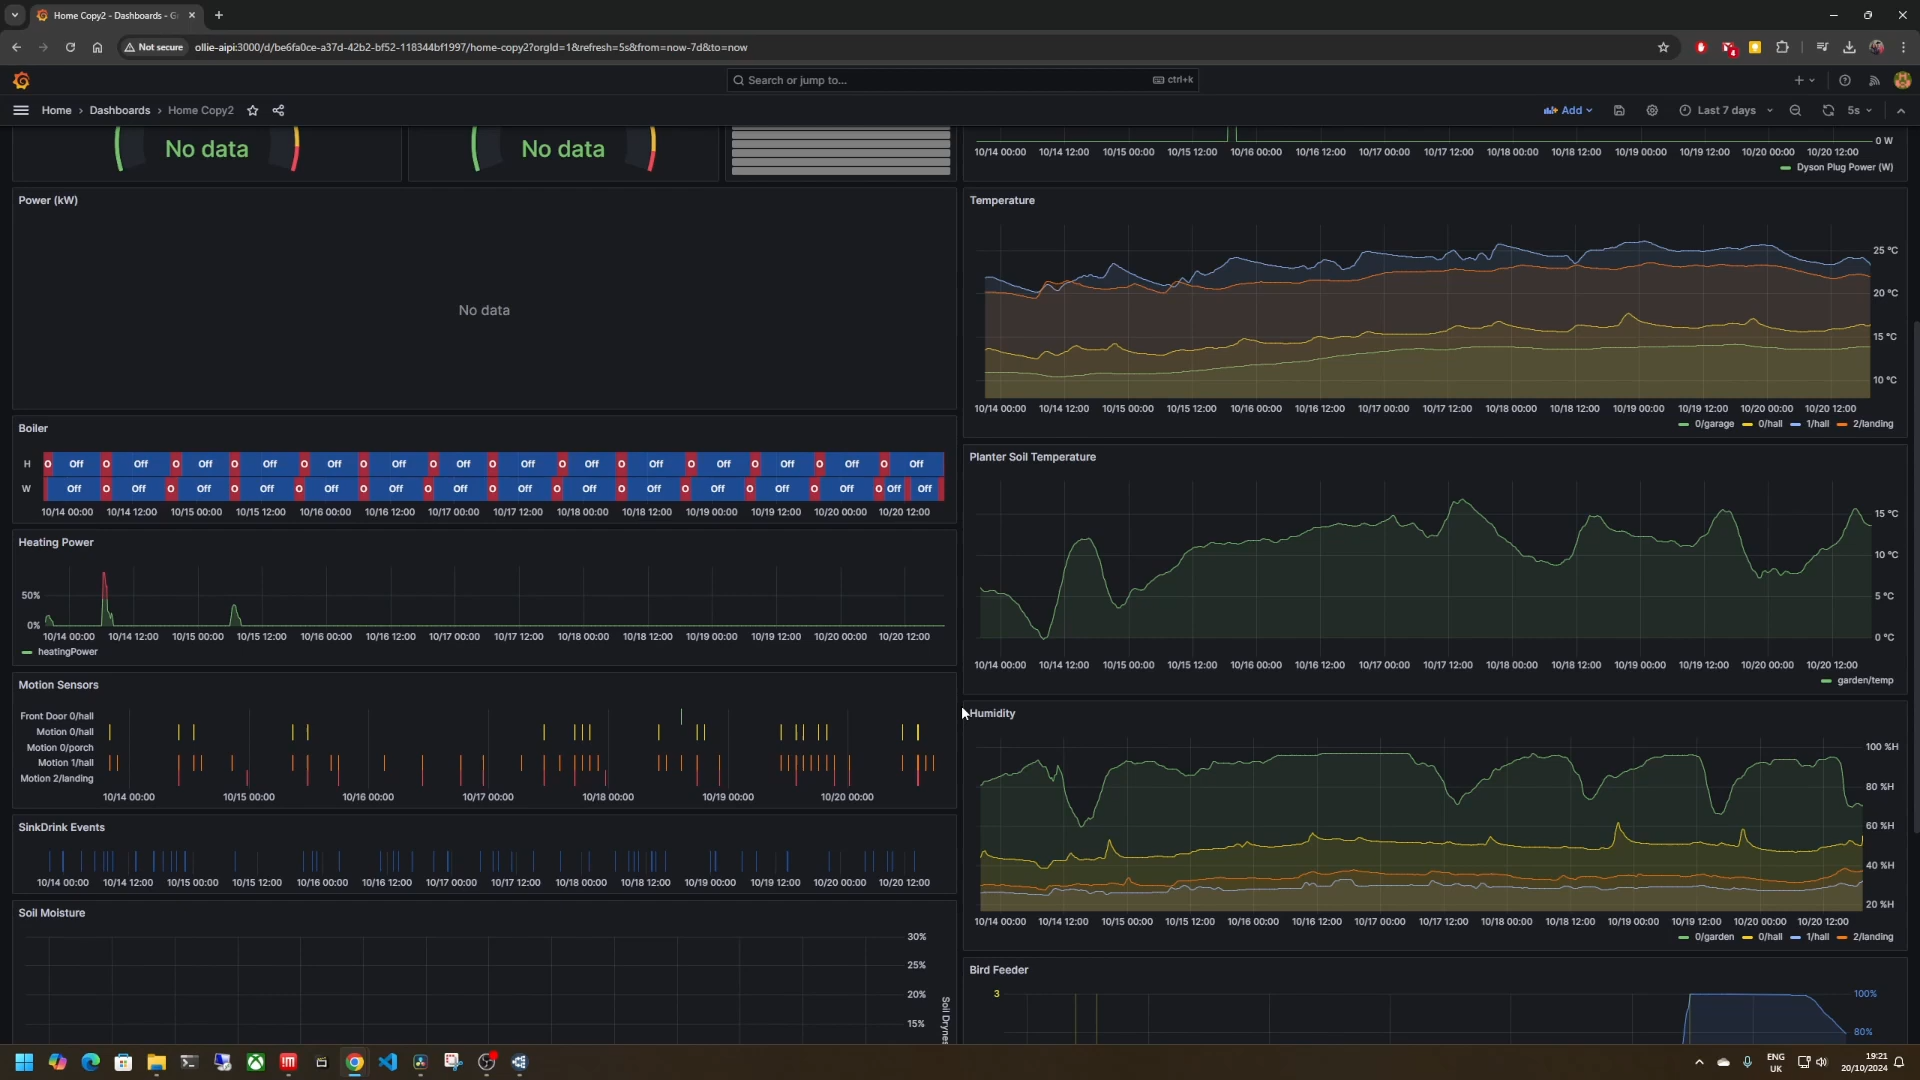 Home Copy2 - Dashboards - G
Not secure
ollie-aipi:3000/d/be6fa0ce-a37d-42b2-bf52-118344bf1997/home-copy2?orgId=1&refresh=5s&from=now-7d&to=now
4
Search or jump to...
ctrl+k
Home › Dashboards › Home Copy2
Add
Last 7 days
5s
No data
No data
0 W
10/14 00:00 10/14 12:00 10/15 00:00 10/15 12:00 10/16 00:00 10/16 12:00 10/17 00:00 10/17 12:00 10/18 00:00 10/18 12:00 10/19 00:00 10/19 12:00 10/20 00:00 10/20 12:00
Dyson Plug Power (W)
Power (kW)
No data
Temperature
25 °C
20 °C
15 °C
10 °C
10/14 00:00 10/14 12:00 10/15 00:00 10/15 12:00 10/16 00:00 10/16 12:00 10/17 00:00 10/17 12:00 10/18 00:00 10/18 12:00 10/19 00:00 10/19 12:00 10/20 00:00 10/20 12:00
0/garage 0/hall 1/hall 2/landing
Boiler
H O Off O Off O Off O Off O Off O Off O Off O Off O Off O Off O Off O Off O Off O Off
W Off O Off O Off O Off O Off O Off O Off O Off O Off O Off O Off O Off O Off O Off Off
10/14 00:00 10/14 12:00 10/15 00:00 10/15 12:00 10/16 00:00 10/16 12:00 10/17 00:00 10/17 12:00 10/18 00:00 10/18 12:00 10/19 00:00 10/19 12:00 10/20 00:00 10/20 12:00
Planter Soil Temperature
15 °C
10 °C
5 °C
0 °C
10/14 00:00 10/14 12:00 10/15 00:00 10/15 12:00 10/16 00:00 10/16 12:00 10/17 00:00 10/17 12:00 10/18 00:00 10/18 12:00 10/19 00:00 10/19 12:00 10/20 00:00 10/20 12:00
garden/temp
Heating Power
50%
0%
10/14 00:00 10/14 12:00 10/15 00:00 10/15 12:00 10/16 00:00 10/16 12:00 10/17 00:00 10/17 12:00 10/18 00:00 10/18 12:00 10/19 00:00 10/19 12:00 10/20 00:00 10/20 12:00
heatingPower
Motion Sensors
Front Door 0/hall
Motion 0/hall
Motion 0/porch
Motion 1/hall
Motion 2/landing
10/14 00:00 10/15 00:00 10/16 00:00 10/17 00:00 10/18 00:00 10/19 00:00 10/20 00:00
Humidity
100 %H
80 %H
60 %H
40 %H
20 %H
10/14 00:00 10/14 12:00 10/15 00:00 10/15 12:00 10/16 00:00 10/16 12:00 10/17 00:00 10/17 12:00 10/18 00:00 10/18 12:00 10/19 00:00 10/19 12:00 10/20 00:00 10/20 12:00
0/garden 0/hall 1/hall 2/landing
SinkDrink Events
10/14 00:00 10/14 12:00 10/15 00:00 10/15 12:00 10/16 00:00 10/16 12:00 10/17 00:00 10/17 12:00 10/18 00:00 10/18 12:00 10/19 00:00 10/19 12:00 10/20 00:00 10/20 12:00
Soil Moisture
30%
25%
20%
15%
Soil Dryness
Bird Feeder
3
100%
80%
ENG
UK
19:21
20/10/2024